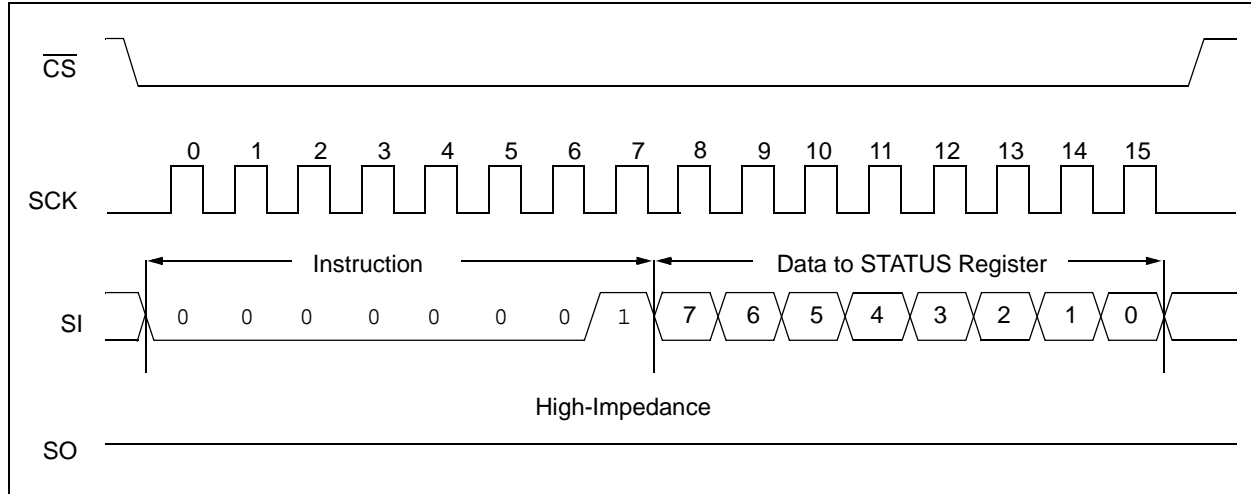 CS
0 1 2 3 4 5 6 7 8 9 10 11 12 13 14 15
SCK
Instruction Data to STATUS Register
SI 0 0 0 0 0 0 0 1 7 6 5 4 3 2 1 0
High-Impedance
SO